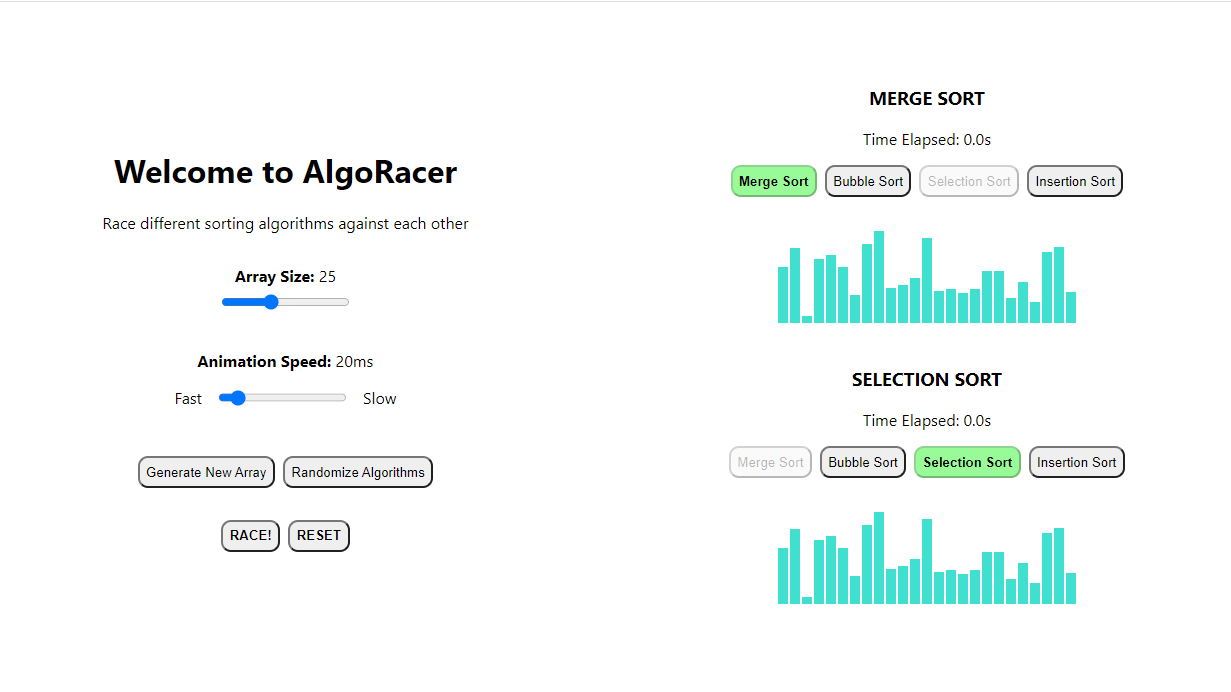 Welcome to AlgoRacer
Race different sorting algorithms against each other
Array Size: 25
Animation Speed: 20ms
Fast Slow
Generate New Array Randomize Algorithms
RACE! RESET
MERGE SORT
Time Elapsed: 0.0s
Merge Sort Bubble Sort Selection Sort Insertion Sort
SELECTION SORT
Time Elapsed: 0.0s
Merge Sort Bubble Sort Selection Sort Insertion Sort